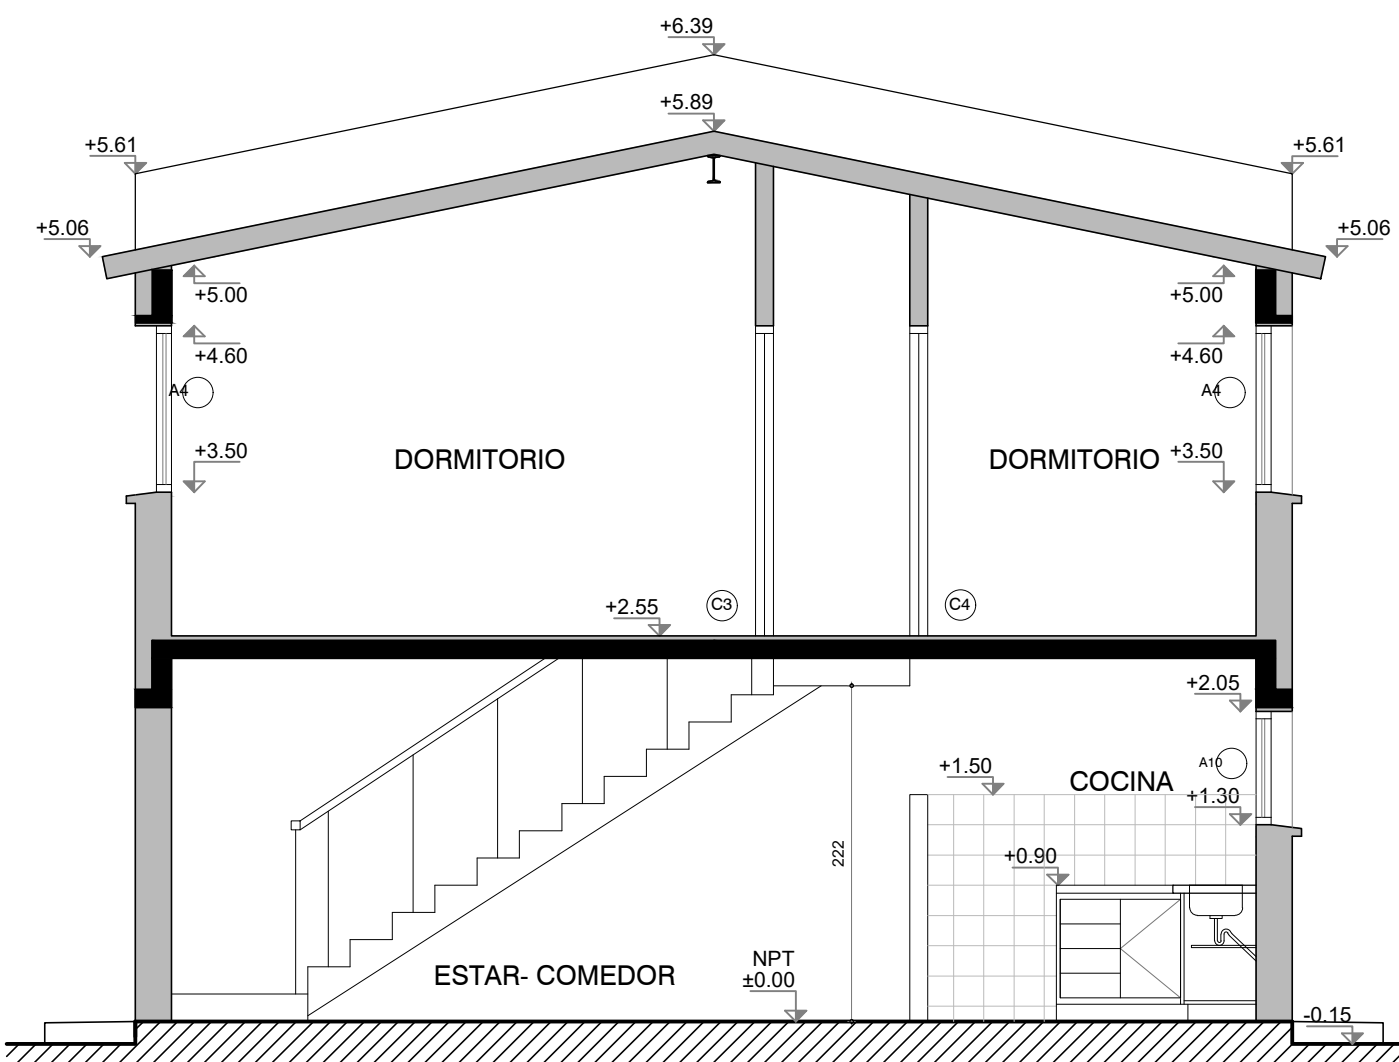 +6.39
+5.89
+5.61
+5.61
+5.06
+5.06
+5.00
+5.00
+4.60
+4.60
A4
A4
+3.50
DORMITORIO
DORMITORIO
+3.50
+2.55
C3
C4
+2.05
+1.50
COCINA
A10
+1.30
222
+0.90
ESTAR- COMEDOR
NPT
±0.00
-0.15